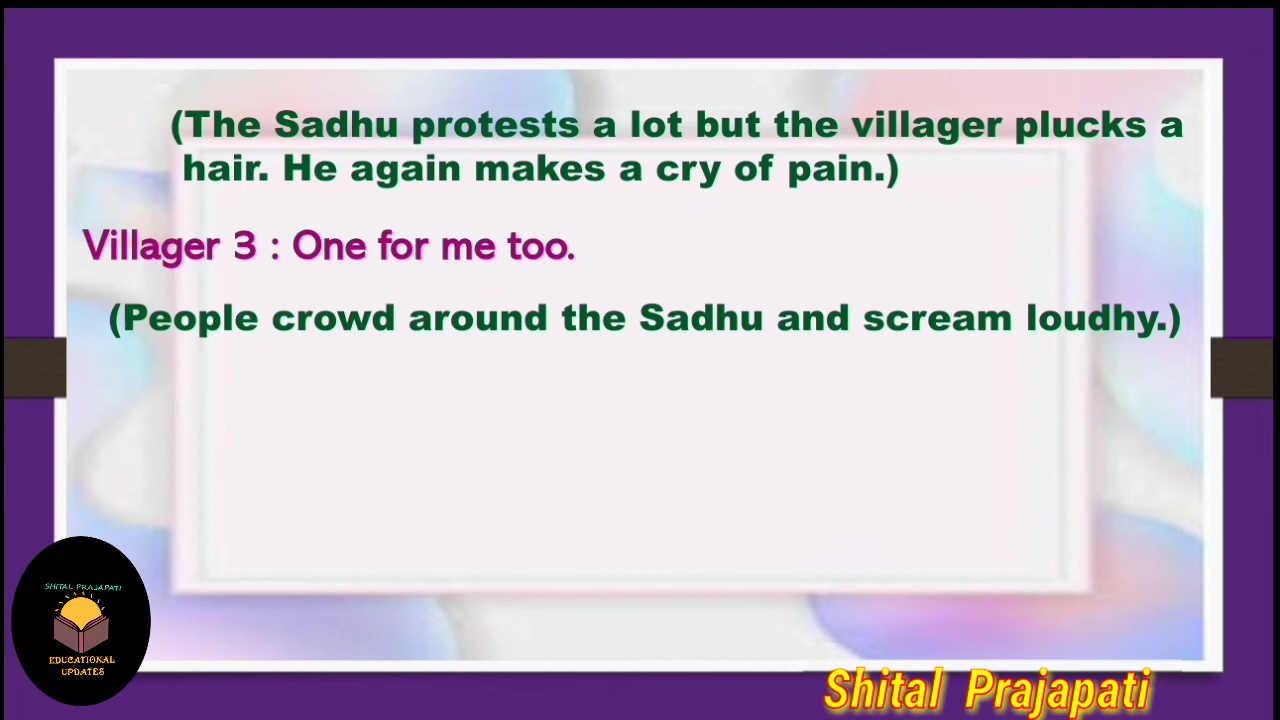 (The Sadhu protests a lot but the villager plucks a
hair. He again makes a cry of pain.)
Villager 3 : One for me too.
(People crowd around the Sadhu and scream loudhy.)
SHITAL PRAJAPATI
EDUCATIONAL
UPDATES
Shital Prajapati